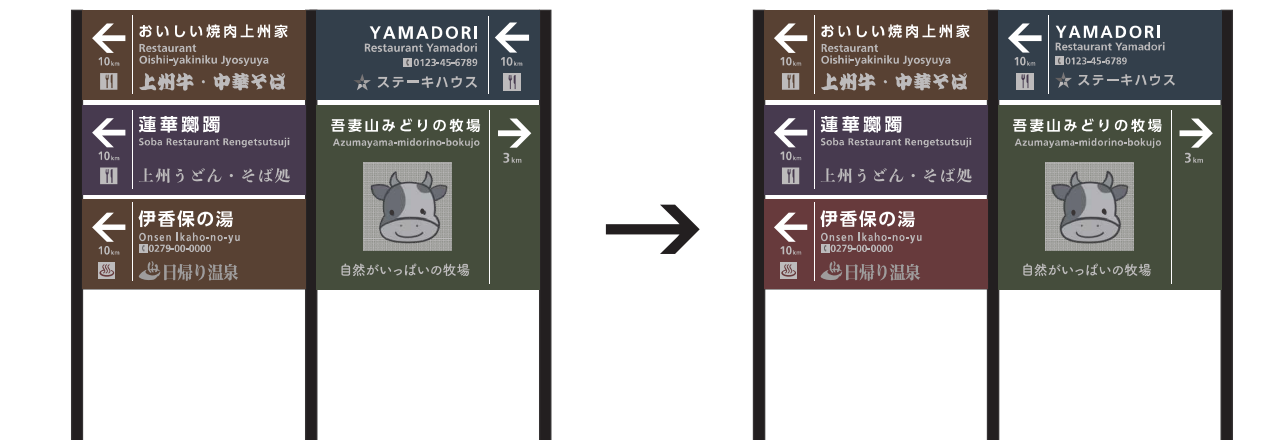 おいしい焼肉上州家
Restaurant
Oishii-yakiniku Jyosyuya
10km
上州牛・中華そば
YAMADORI
Restaurant Yamadori
0123-45-6789
10km
ステーキハウス
蓮華躑躅
Soba Restaurant Rengetsutsuji
10km
上州うどん・そば処
吾妻山みどりの牧場
Azumayama-midorino-bokujo
3km
自然がいっぱいの牧場
伊香保の湯
Onsen Ikaho-no-yu
0279-00-0000
10km
日帰り温泉
おいしい焼肉上州家
Restaurant
Oishii-yakiniku Jyosyuya
10km
上州牛・中華そば
YAMADORI
Restaurant Yamadori
0123-45-6789
10km
ステーキハウス
蓮華躑躅
Soba Restaurant Rengetsutsuji
10km
上州うどん・そば処
吾妻山みどりの牧場
Azumayama-midorino-bokujo
3km
自然がいっぱいの牧場
伊香保の湯
Onsen Ikaho-no-yu
0279-00-0000
10km
日帰り温泉